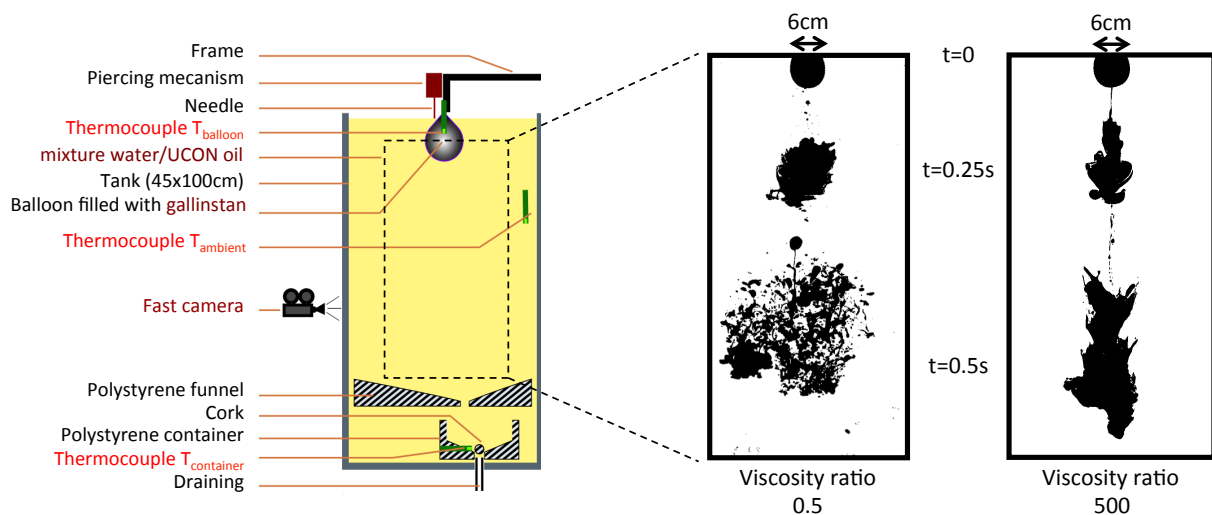 Frame
Piercing mecanism
Needle
Thermocouple Tballoon
mixture water/UCON oil
Tank (45x100cm)
Balloon filled with gallinstan
Thermocouple Tambient
Fast camera
Polystyrene funnel
Cork
Polystyrene container
Thermocouple Tcontainer
Draining
6cm
6cm
t=0
t=0.25s
t=0.5s
Viscosity ratio
0.5
Viscosity ratio
500